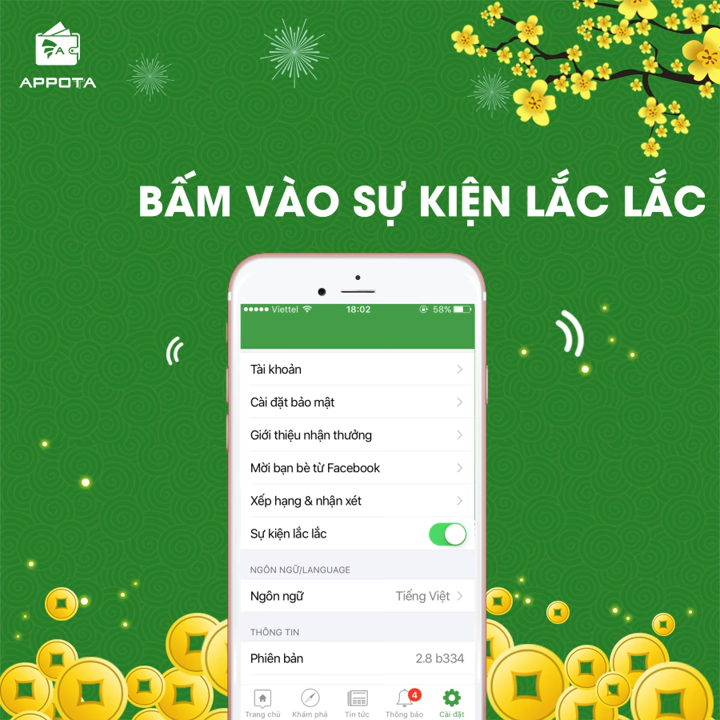 APPOTA
BẤM VÀO SỰ KIỆN LẮC LẮC
Viettel 18:02 58%
Tài khoản
Cài đặt bảo mật
Giới thiệu nhận thưởng
Mời bạn bè từ Facebook
Xếp hạng & nhận xét
Sự kiện lắc lắc
NGÔN NGỮ/LANGUAGE
Ngôn ngữ Tiếng Việt
THÔNG TIN
Phiên bản 2.8 b334
4
Trang chủ Khám phá Tin tức Thông báo Cài đặt